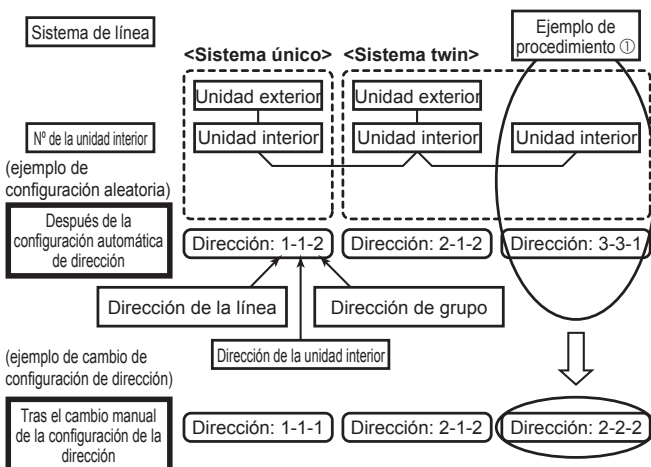 Sistema de línea
Ejemplo de
procedimiento ①
<Sistema único>
<Sistema twin>
Unidad exterior
Unidad exterior
Nº de la unidad interior
Unidad interior
Unidad interior
Unidad interior
(ejemplo de
configuración aleatoria)
Después de la
configuración automática
de dirección
Dirección: 1-1-2
Dirección: 2-1-2
Dirección: 3-3-1
Dirección de la línea
Dirección de grupo
Dirección de la unidad interior
(ejemplo de cambio de
configuración de dirección)
Tras el cambio manual
de la configuración de la
dirección
Dirección: 1-1-1
Dirección: 2-1-2
Dirección: 2-2-2